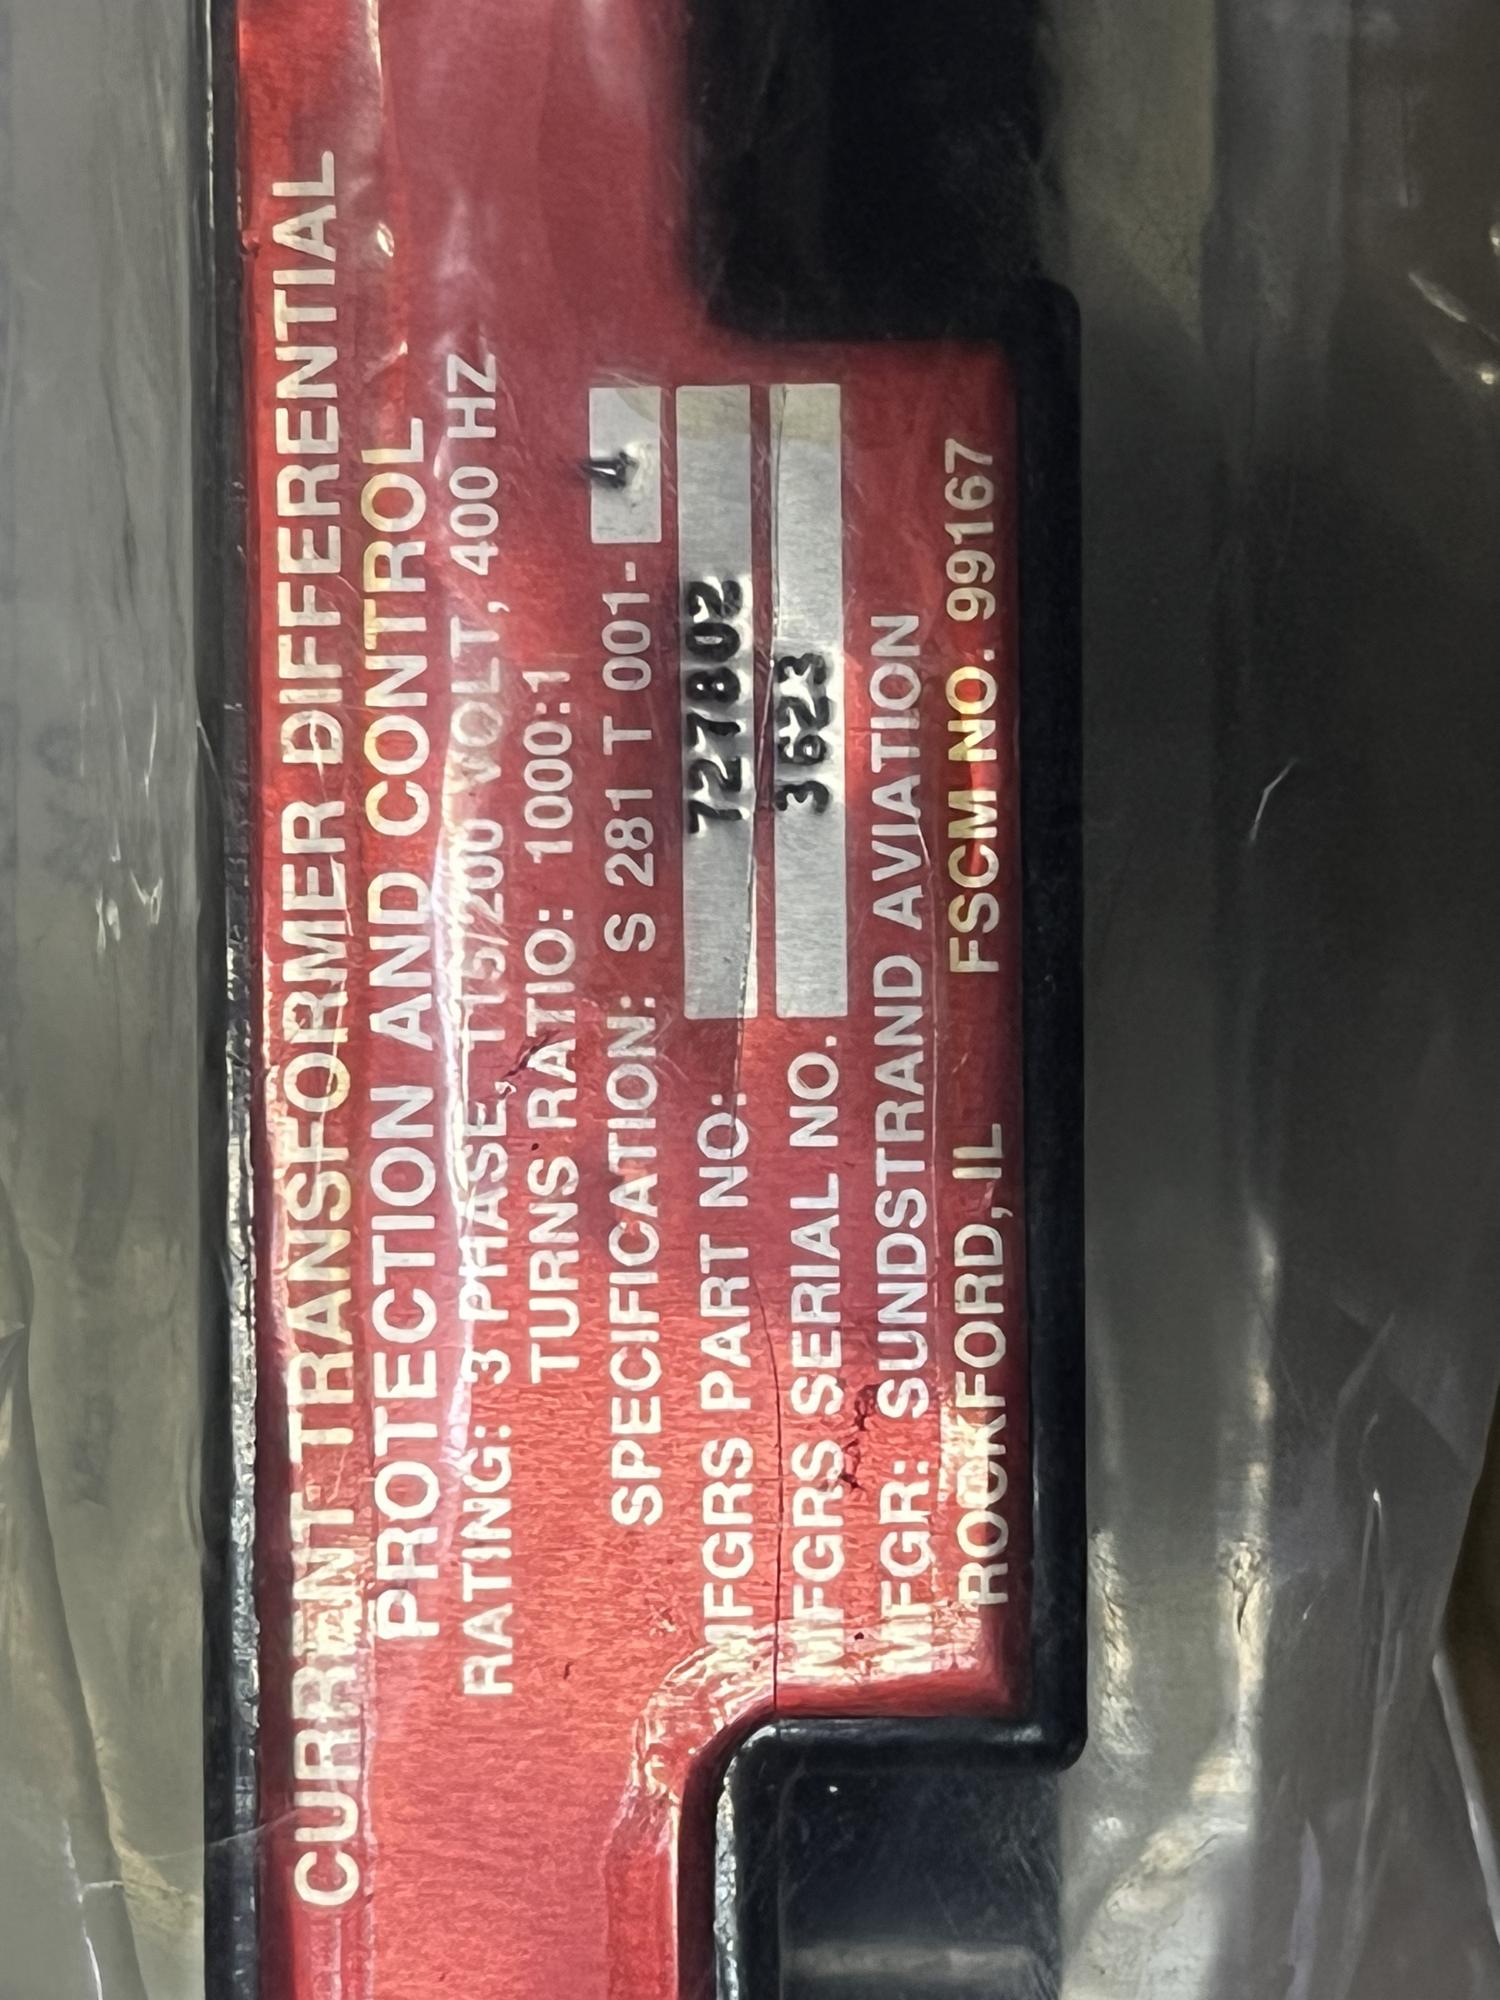 CURRENT TRANSFORMER DIFFERENTIAL
PROTECTION AND CONTROL
RATING: 3 PHASE, 115/200 VOLT, 400 HZ
TURNS RATIO: 1000:1
SPECIFICATION: S 281 T 001-
MFGRS PART NO: 727802
MFGRS SERIAL NO. 3623
MFGR: SUNDSTRAND AVIATION
ROCKFORD, IL FSCM NO. 99167